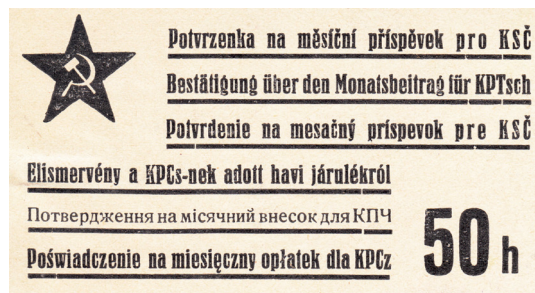 Potvrzenka na měsíční příspěvek pro KSČ
Bestätigung über den Monatsbeitrag für KPTsch
Potvrdenie na mesačný príspevok pre KSČ
Elismervény a KPCs-nek adott havi járulékról
Потвердження на місячний внесок для КПЧ
Poświadczenie na miesięczny opłatek dla KPCz
50 h